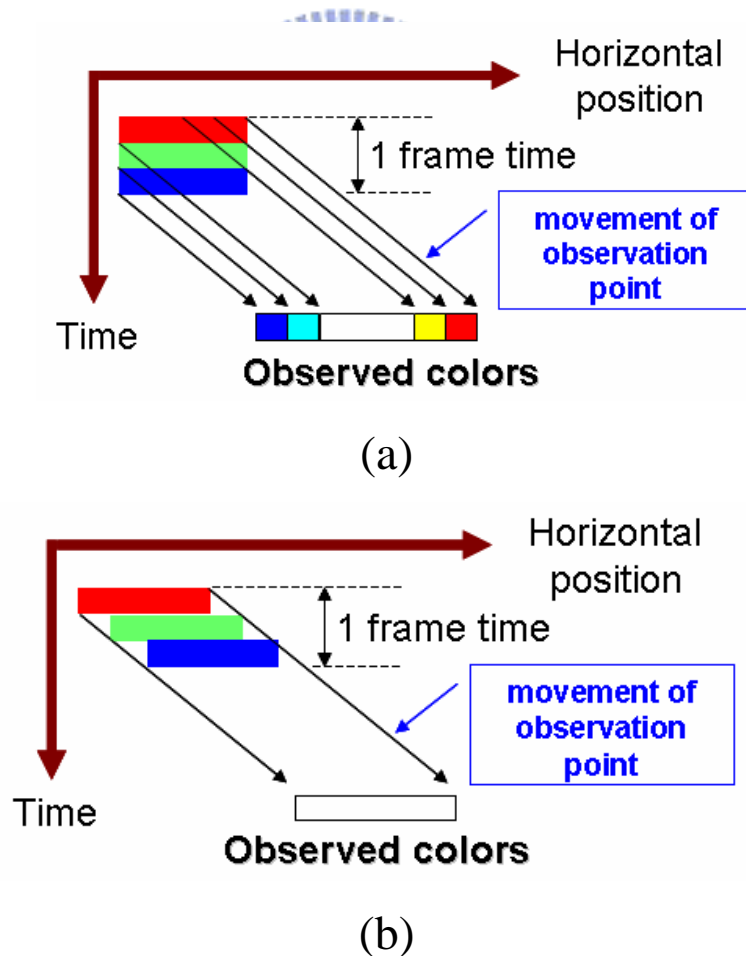 Horizontal
position
1 frame time
movement of
observation
point
Time
Observed colors
(a)
Horizontal
position
1 frame time
movement of
observation
point
Time
Observed colors
(b)